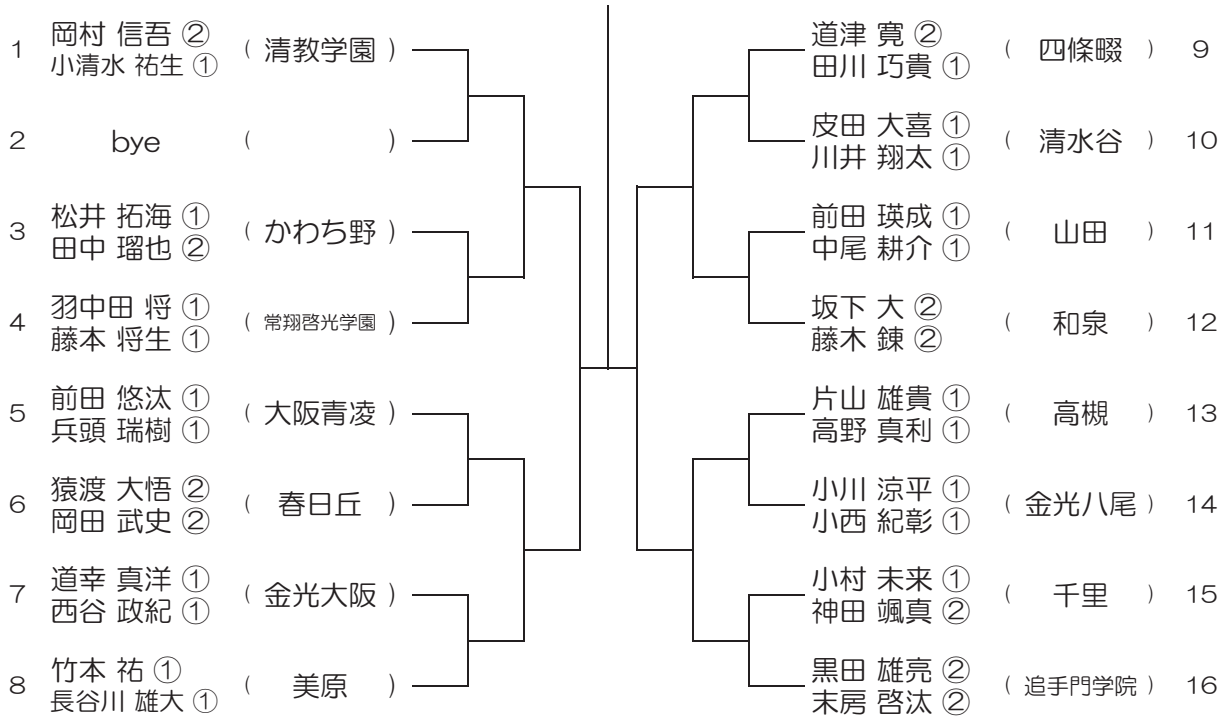 1 岡村 信吾 ② ( 清教学園 )
小清水 祐生 ①
2 bye ( )
3 松井 拓海 ① ( かわち野 )
田中 瑠也 ②
4 羽中田 将 ① ( 常翔啓光学園 )
藤本 将生 ①
5 前田 悠汰 ① ( 大阪青凌 )
兵頭 瑞樹 ①
6 猿渡 大悟 ② ( 春日丘 )
岡田 武史 ②
7 道幸 真洋 ① ( 金光大阪 )
西谷 政紀 ①
8 竹本 祐 ① ( 美原 )
長谷川 雄大 ①
道津 寛 ② ( 四條畷 ) 9
田川 巧貴 ①
皮田 大喜 ① ( 清水谷 ) 10
川井 翔太 ①
前田 瑛成 ① ( 山田 ) 11
中尾 耕介 ①
坂下 大 ② ( 和泉 ) 12
藤木 錬 ②
片山 雄貴 ① ( 高槻 ) 13
高野 真利 ①
小川 涼平 ① ( 金光八尾 ) 14
小西 紀彰 ①
小村 未来 ① ( 千里 ) 15
神田 颯真 ②
黒田 雄亮 ② ( 追手門学院 ) 16
末房 啓汰 ②